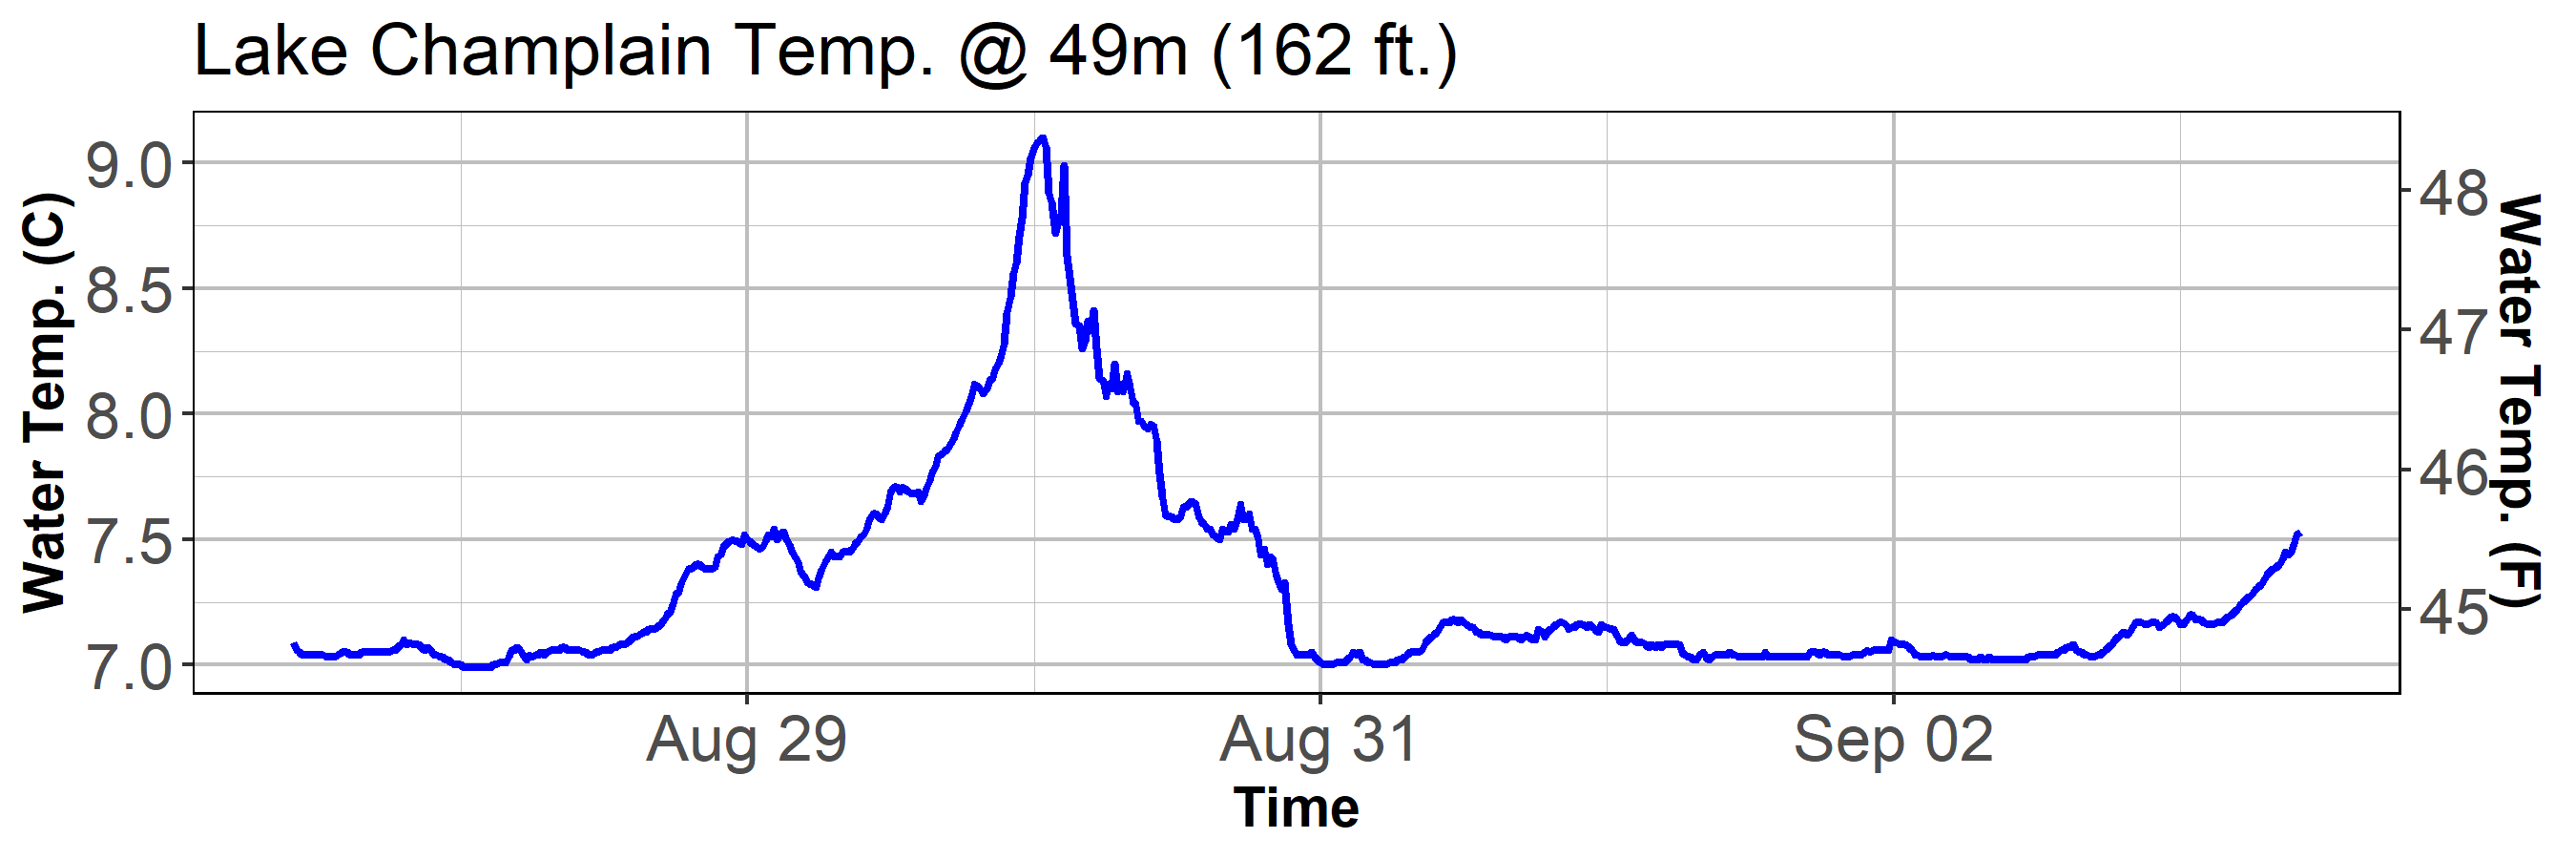 Lake Champlain Temp. @ 49m (162 ft.)
Water Temp. (C)
9.0
8.5
8.0
7.5
7.0
48
47
46
45
Water Temp. (F)
Aug 29 Aug 31 Sep 02
Time